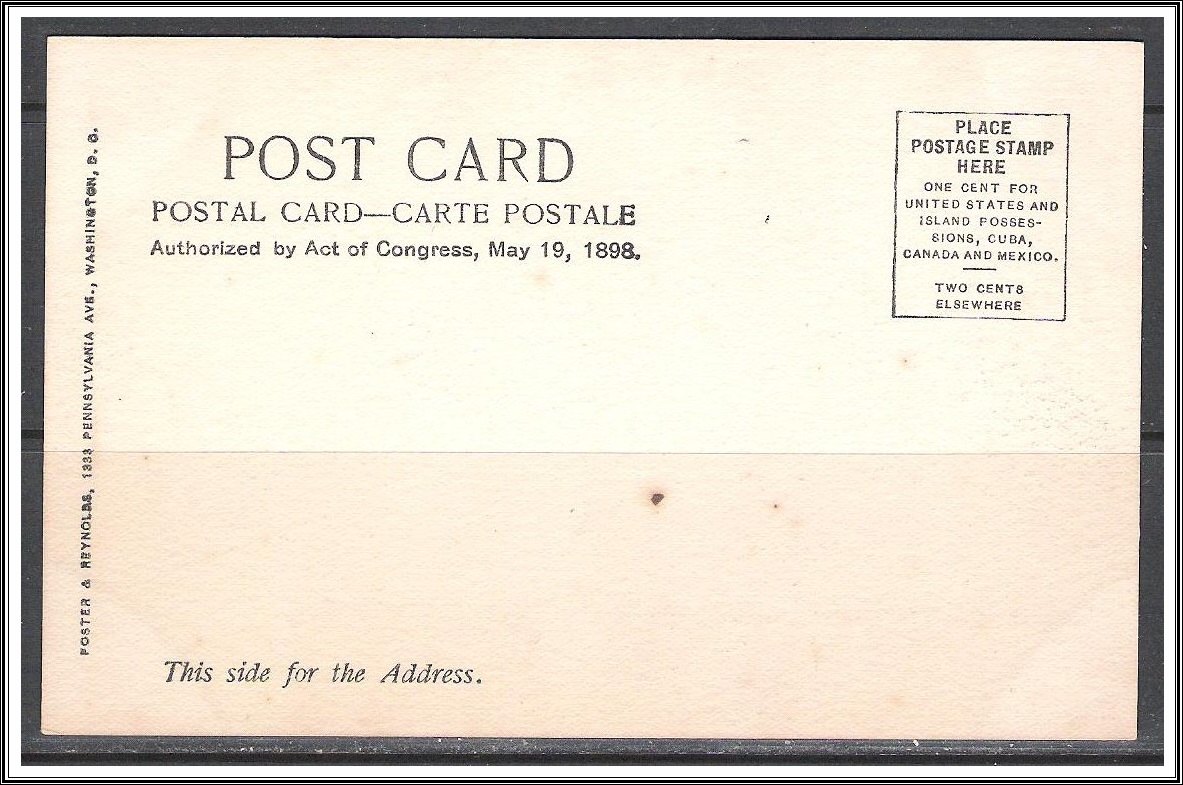 POST CARD
POSTAL CARD—CARTE POSTALE
Authorized by Act of Congress, May 19, 1898.
PLACE
POSTAGE STAMP
HERE
ONE CENT FOR
UNITED STATES AND
ISLAND POSSES-
SIONS, CUBA,
CANADA AND MEXICO.
TWO CENTS
ELSEWHERE
FOSTER & REYNOLDS, 1333 PENNSYLVANIA AVE., WASHINGTON, D. C.
This side for the Address.